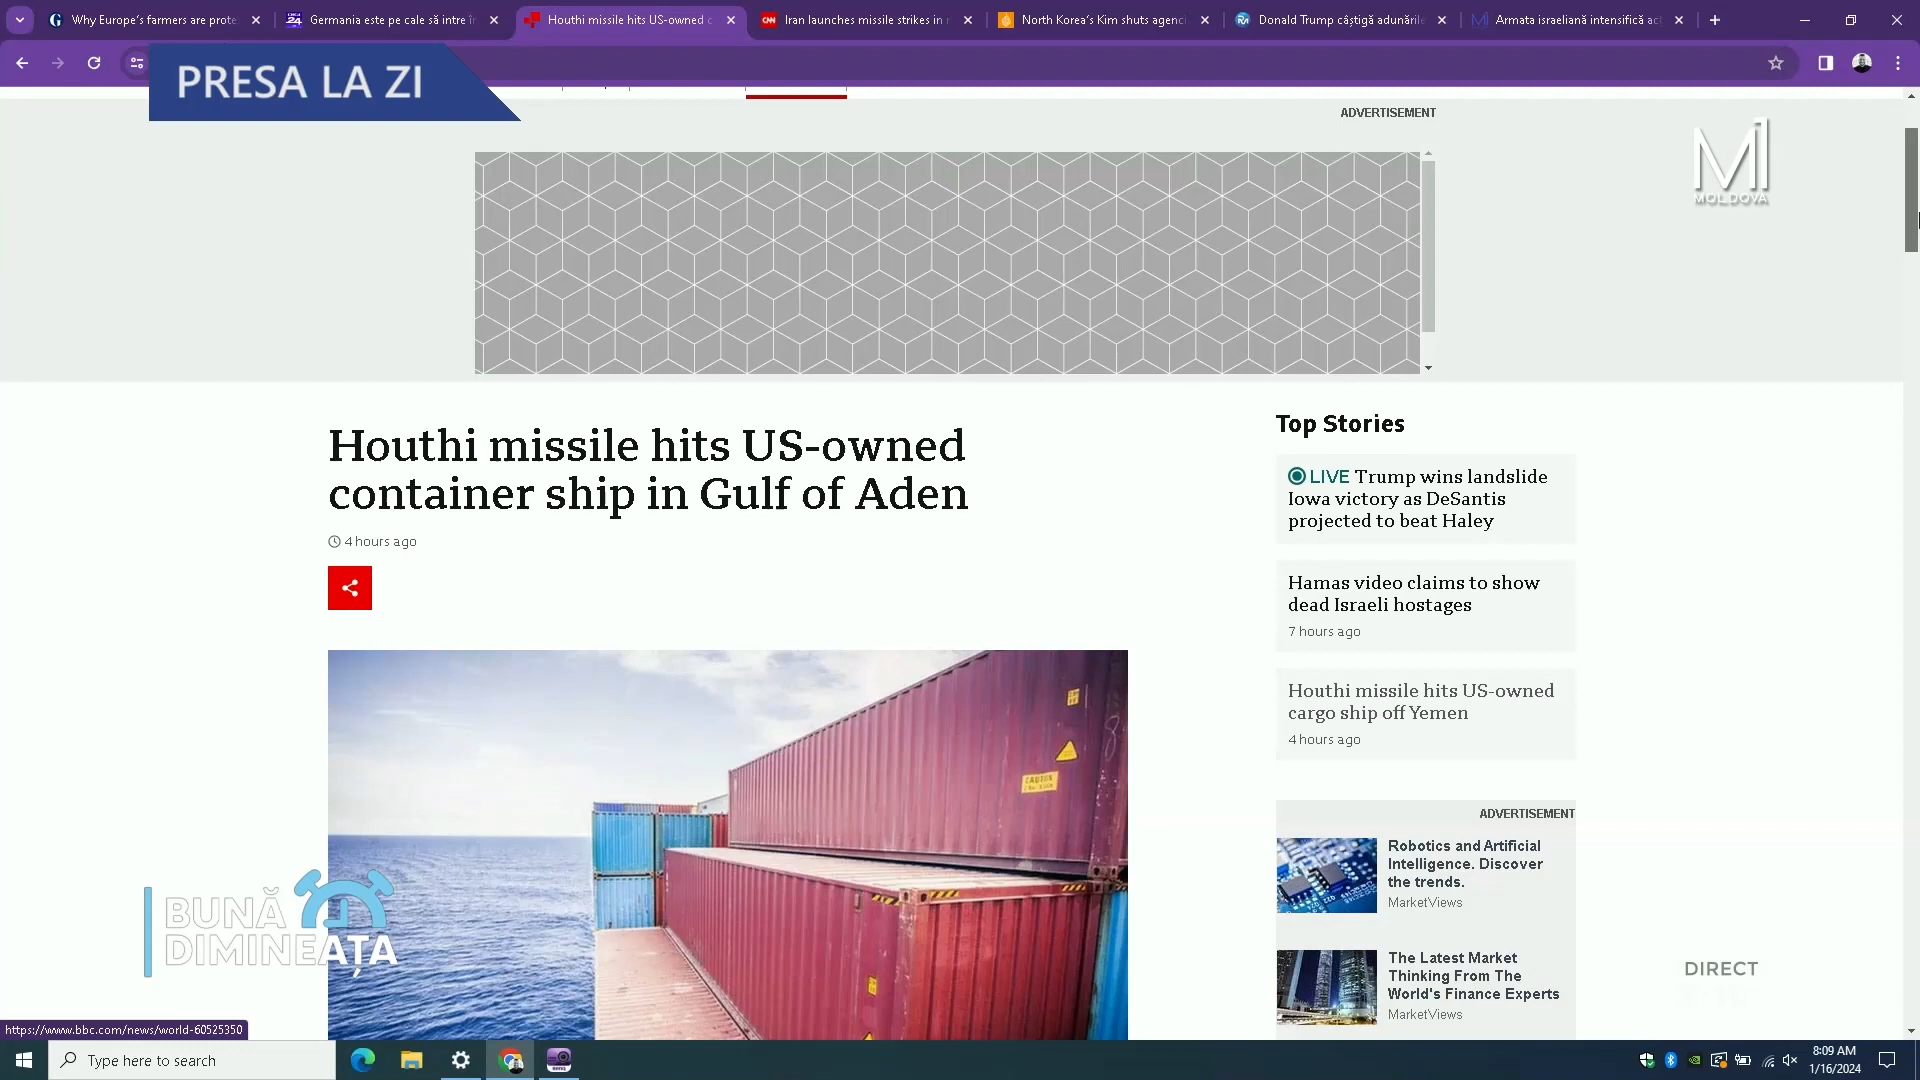 Why Europe's farmers are prote
Germania este pe cale să intre în
Houthi missile hits US-owned c
Iran launches missile strikes in n
North Korea's Kim shuts agenci
Donald Trump câștigă adunările
Armata israeliană intensifică ac
PRESA LA ZI
ADVERTISEMENT
M1
MOLDOVA
Houthi missile hits US-owned
container ship in Gulf of Aden
4 hours ago
Top Stories
LIVE Trump wins landslide
Iowa victory as DeSantis
projected to beat Haley
Hamas video claims to show
dead Israeli hostages
7 hours ago
Houthi missile hits US-owned
cargo ship off Yemen
4 hours ago
ADVERTISEMENT
Robotics and Artificial
Intelligence. Discover
the trends.
MarketViews
The Latest Market
Thinking From The
World's Finance Experts
MarketViews
CAUTION
BUNĂ
DIMINEAȚA
DIRECT
https://www.bbc.com/news/world-60525350
Type here to search
8:09 AM
1/16/2024